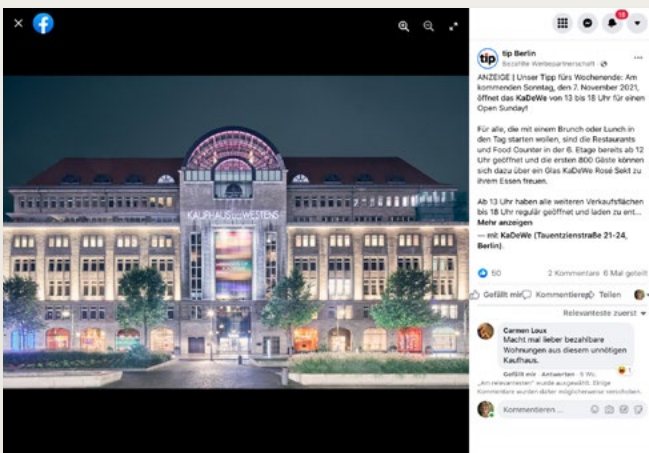 KAUFHAUS DES WESTENS
18
tip
tip Berlin
Bezahlte Werbepartnerschaft ·
ANZEIGE | Unser Tipp fürs Wochenende: Am
kommenden Sonntag, den 7. November 2021,
öffnet das KaDeWe von 13 bis 18 Uhr für einen
Open Sunday!
Für alle, die mit einem Brunch oder Lunch in
den Tag starten wollen, sind die Restaurants
und Food Counter in der 6. Etage bereits ab 12
Uhr geöffnet und die ersten 800 Gäste können
sich dazu über ein Glas KaDeWe Rosé Sekt zu
ihrem Essen freuen.
Ab 13 Uhr haben alle weiteren Verkaufsflächen
bis 18 Uhr regulär geöffnet und laden zu ent...
Mehr anzeigen
— mit KaDeWe (Tauentzienstraße 21-24,
Berlin).
50
2 Kommentare 6 Mal geteilt
Gefällt mir Kommentieren Teilen
Relevanteste zuerst
Carmen Loux
Macht mal lieber bezahlbare
Wohnungen aus diesem unnötigen
Kaufhaus.
1
Gefällt mir · Antworten · 5 Wo.
„Am relevantesten“ wurde ausgewählt. Einige
Kommentare wurden daher möglicherweise verschoben.
Kommentieren ...